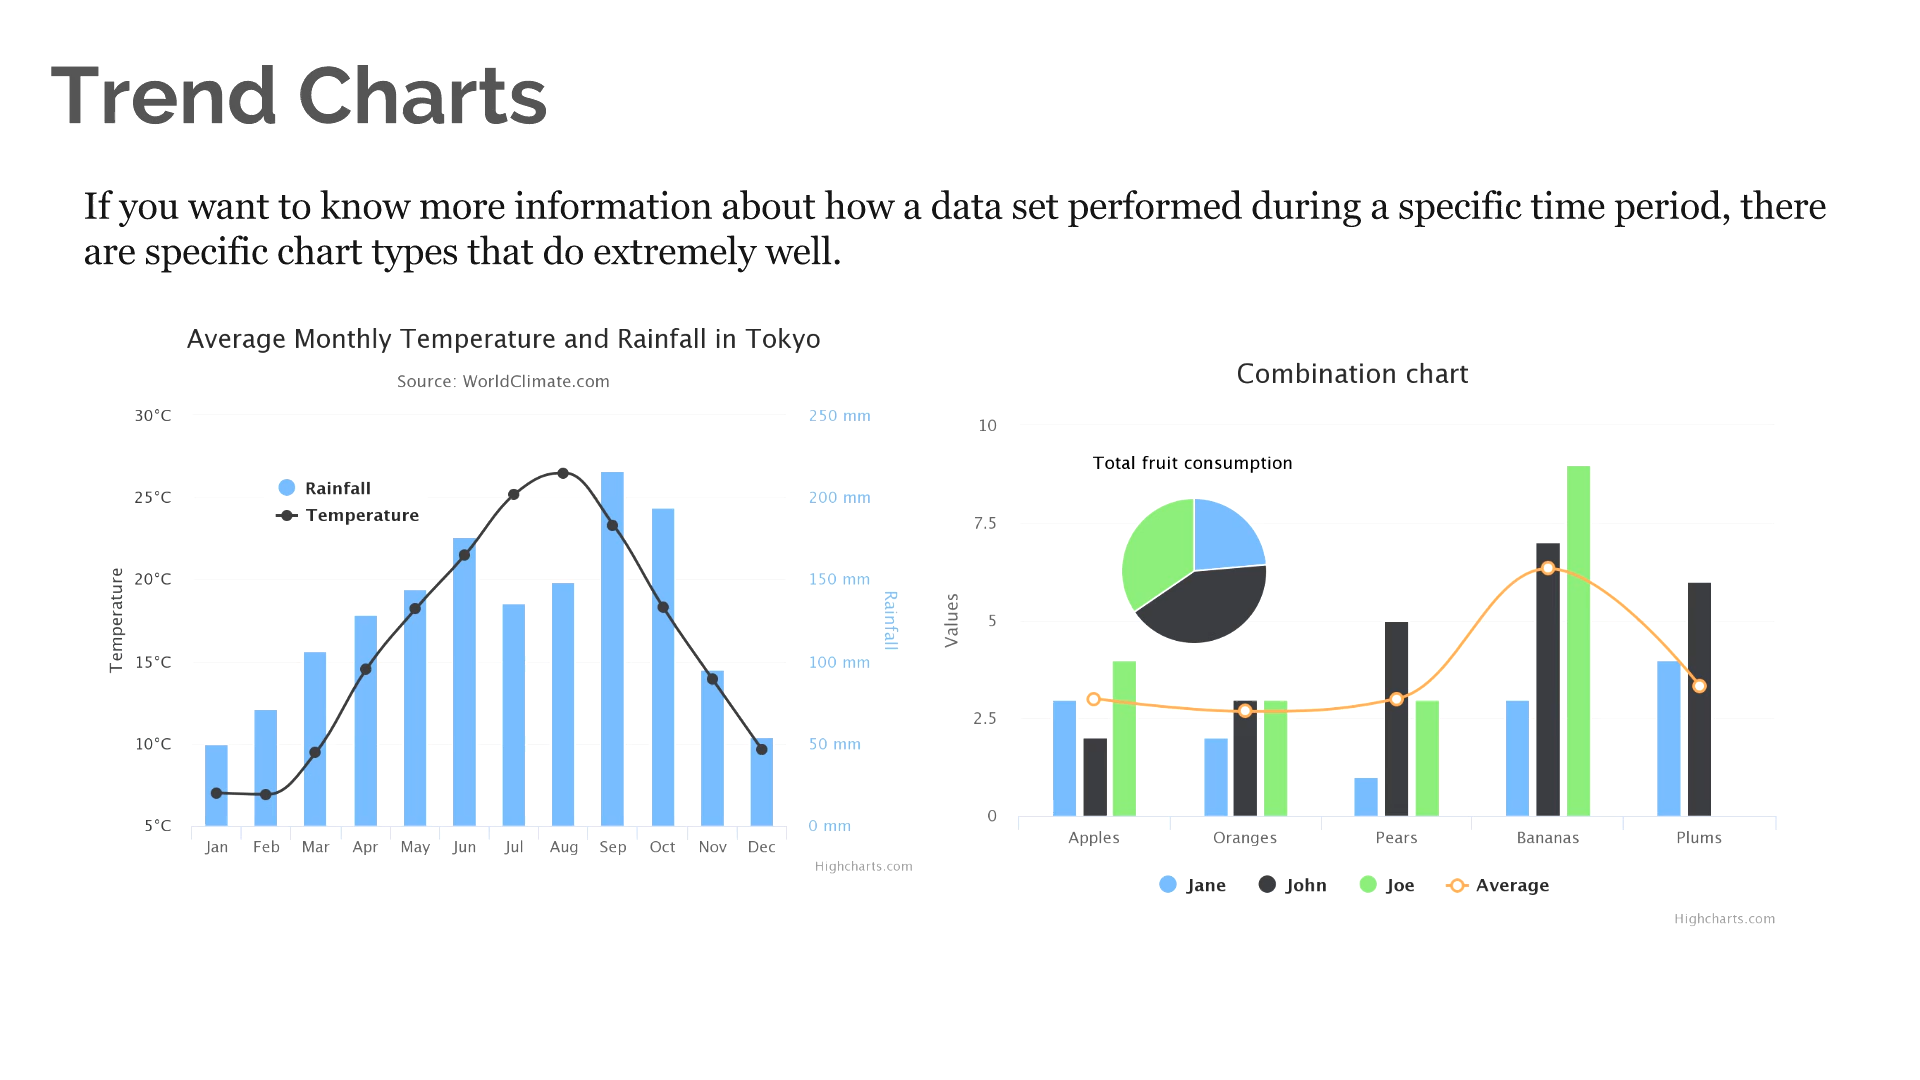 Trend Charts
If you want to know more information about how a data set performed during a specific time period, there
are specific chart types that do extremely well.
Average Monthly Temperature and Rainfall in Tokyo
Source: WorldClimate.com
30°C
25°C
20°C
15°C
10°C
5°C
Temperature
Rainfall
Temperature
250 mm
200 mm
150 mm
100 mm
50 mm
0 mm
Rainfall
Jan Feb Mar Apr May Jun Jul Aug Sep Oct Nov Dec
Highcharts.com
Combination chart
Total fruit consumption
10
7.5
5
2.5
0
Values
Apples Oranges Pears Bananas Plums
Jane John Joe Average
Highcharts.com